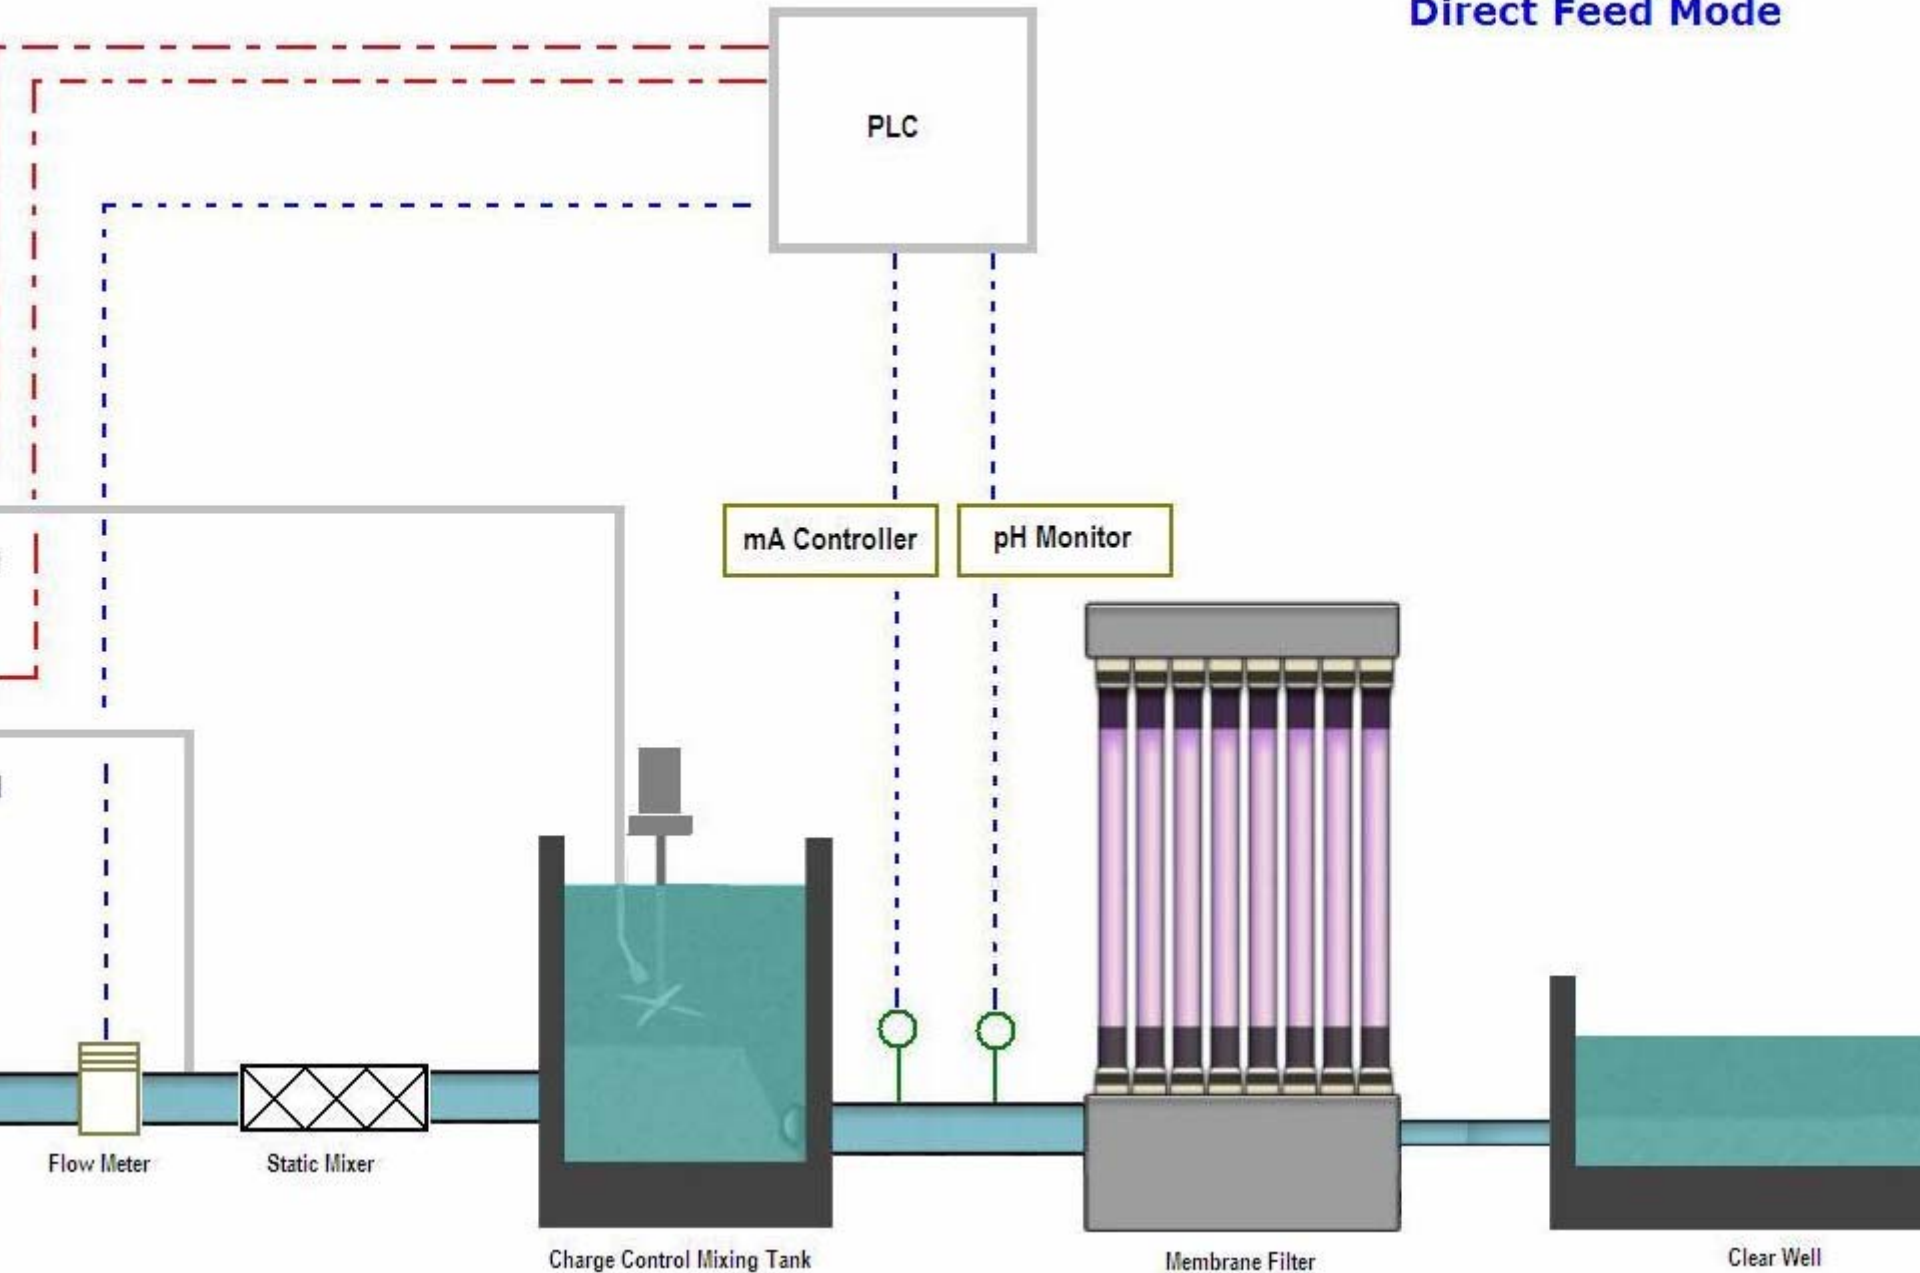 Direct Feed Mode
PLC
mA Controller
pH Monitor
Flow Meter
Static Mixer
Charge Control Mixing Tank
Membrane Filter
Clear Well